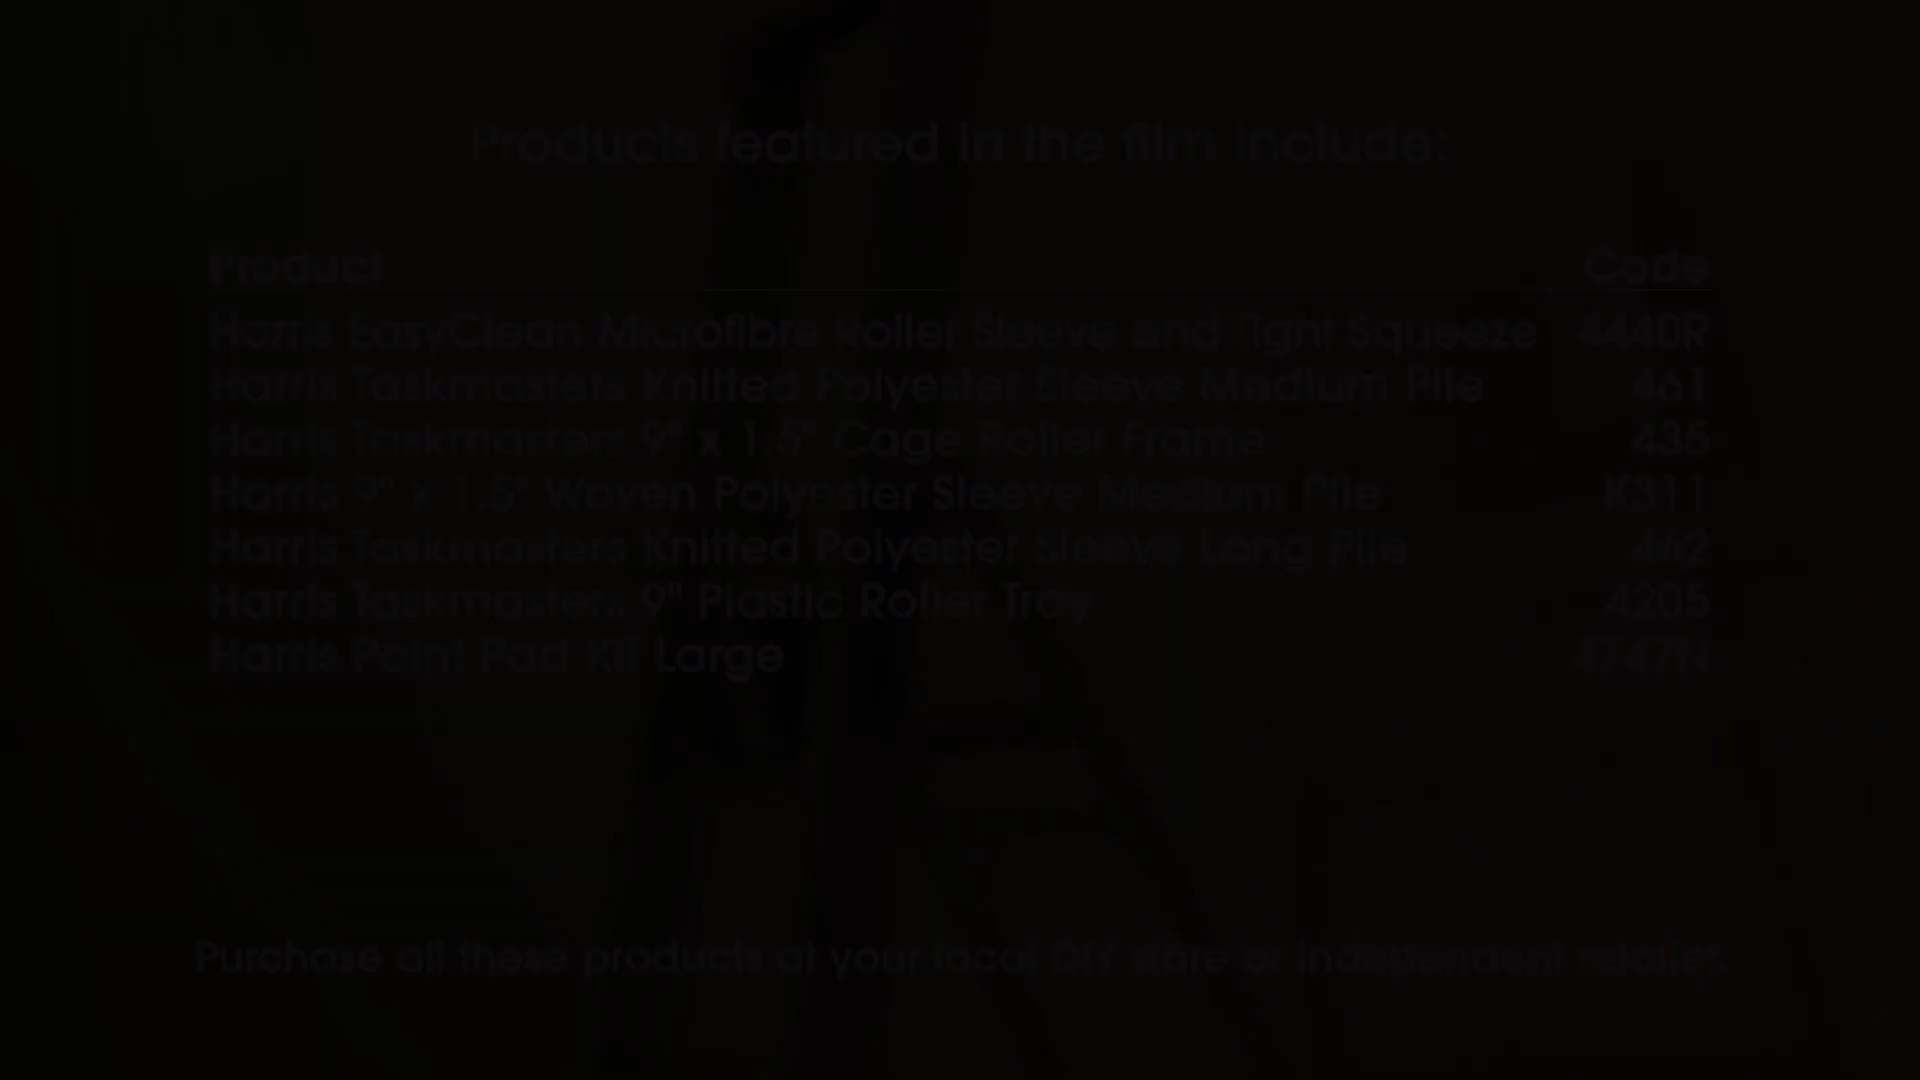 Products featured in the film include:
Product Code
Harris EasyClean Microfibre Roller Sleeve and Tight Squeeze 4440R
Harris Taskmasters Knitted Polyester Sleeve Medium Pile 461
Harris Taskmasters 9" x 1.5" Cage Roller Frame 435
Harris 9" x 1.5" Woven Polyester Sleeve Medium Pile K311
Harris Taskmasters Knitted Polyester Sleeve Long Pile 462
Harris Taskmasters 9" Plastic Roller Tray 4205
Harris Paint Pad Kit Large 4747N
Purchase all these products at your local DIY store or independent retailer.